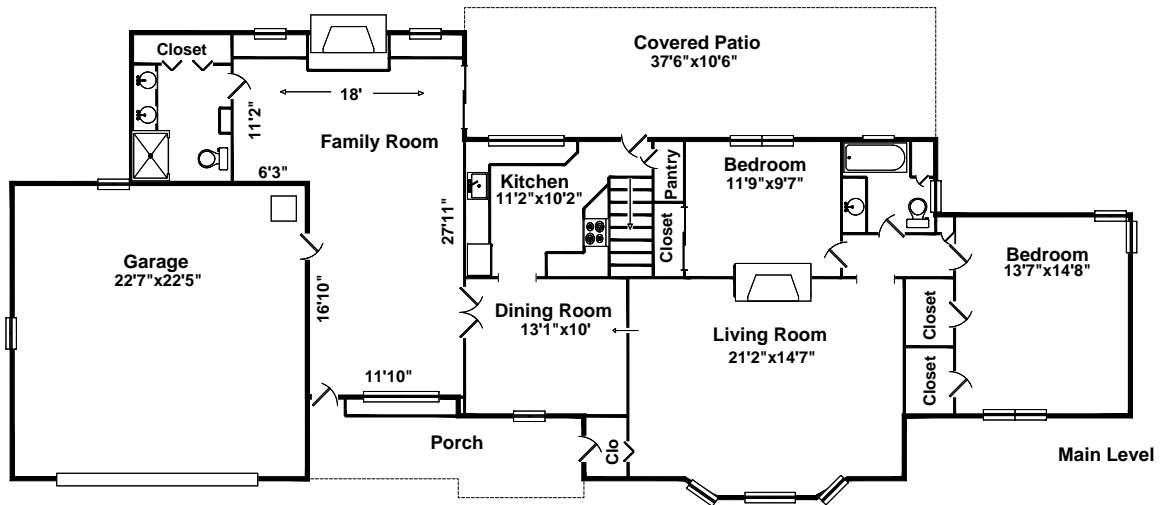 Closet
Covered Patio
37'6"x10'6"
18'
11'2"
Family Room
6'3"
Kitchen
11'2"x10'2"
Pantry
Bedroom
11'9"x9'7"
27'11"
Closet
Garage
22'7"x22'5"
16'10"
Bedroom
13'7"x14'8"
Dining Room
13'1"x10'
Living Room
21'2"x14'7"
Closet
Closet
11'10"
Porch
Clo
Main Level